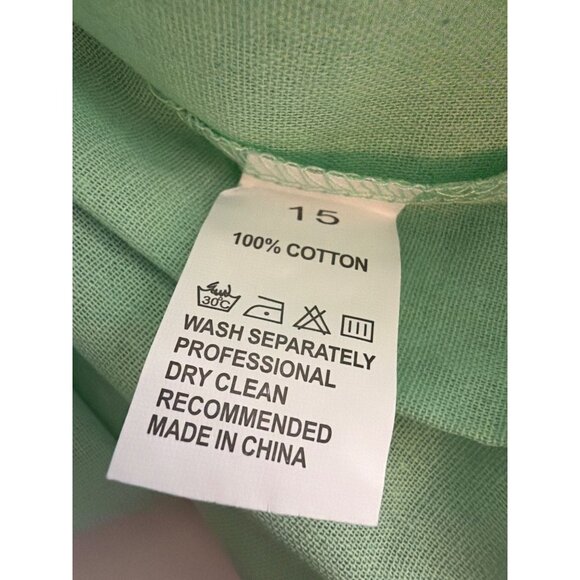 15
100% COTTON
30°C
WASH SEPARATELY
PROFESSIONAL
DRY CLEAN
RECOMMENDED
MADE IN CHINA